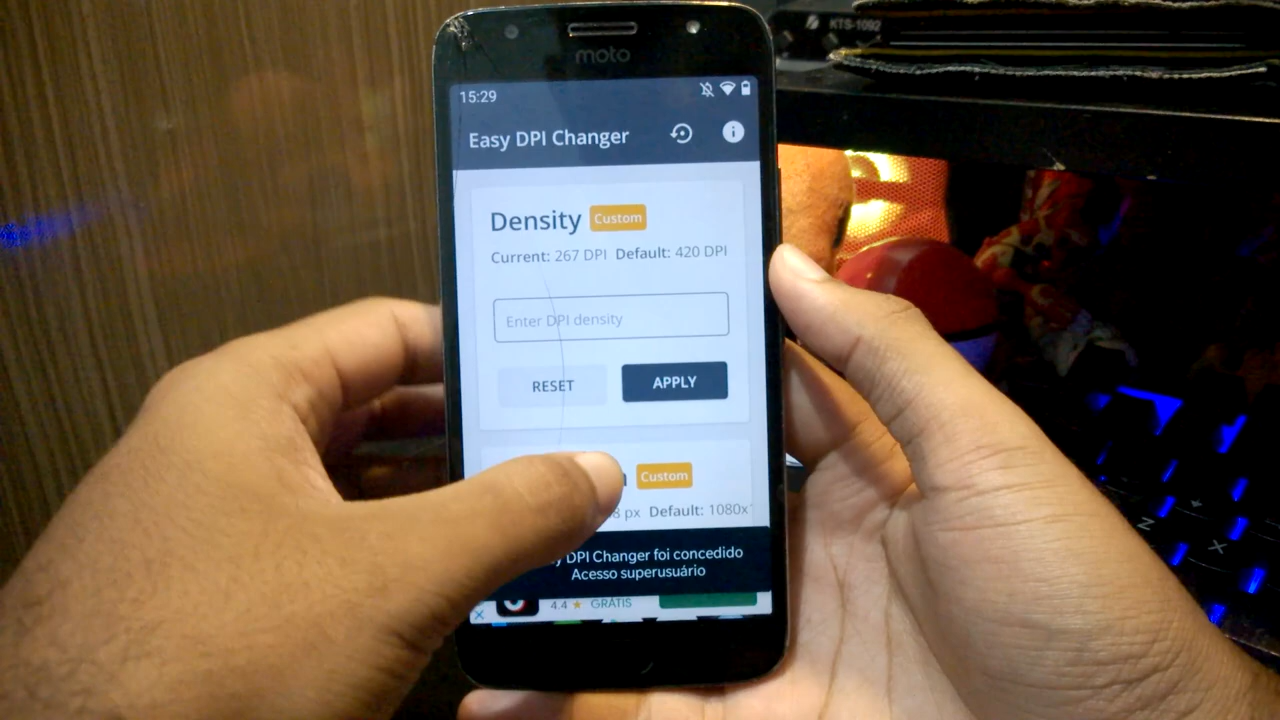 KTS-1092
moto
15:29
Easy DPI Changer
Density Custom
Current: 267 DPI Default: 420 DPI
Enter DPI density
RESET APPLY
Custom
8 px Default: 1080x
DPI Changer foi concedido
Acesso superusuário
4.4 ★ GRÁTIS
Z
X